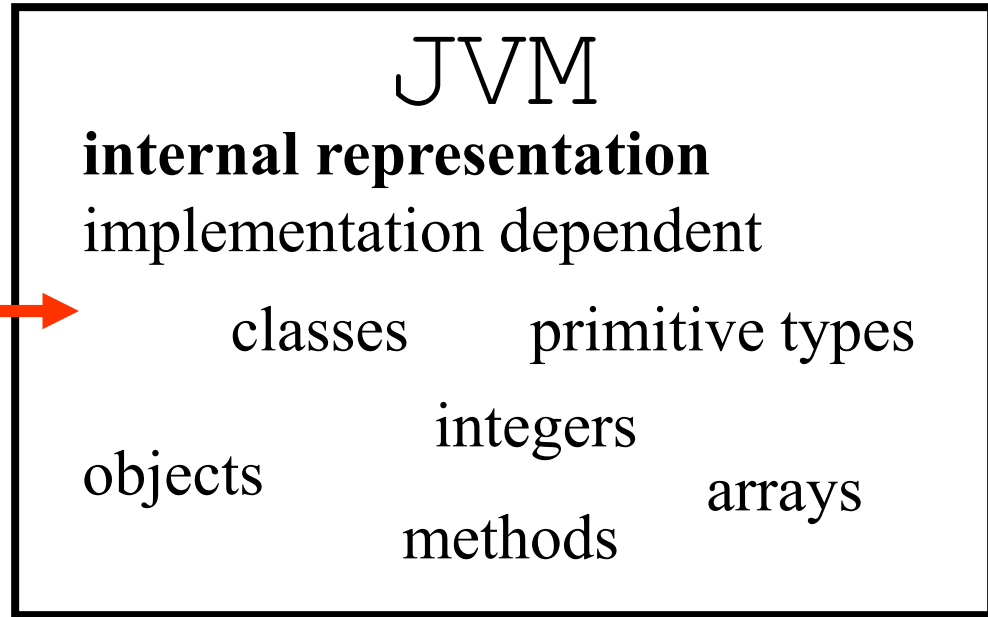 JVM
internal representation
implementation dependent
classes primitive types
integers
objects
arrays
methods